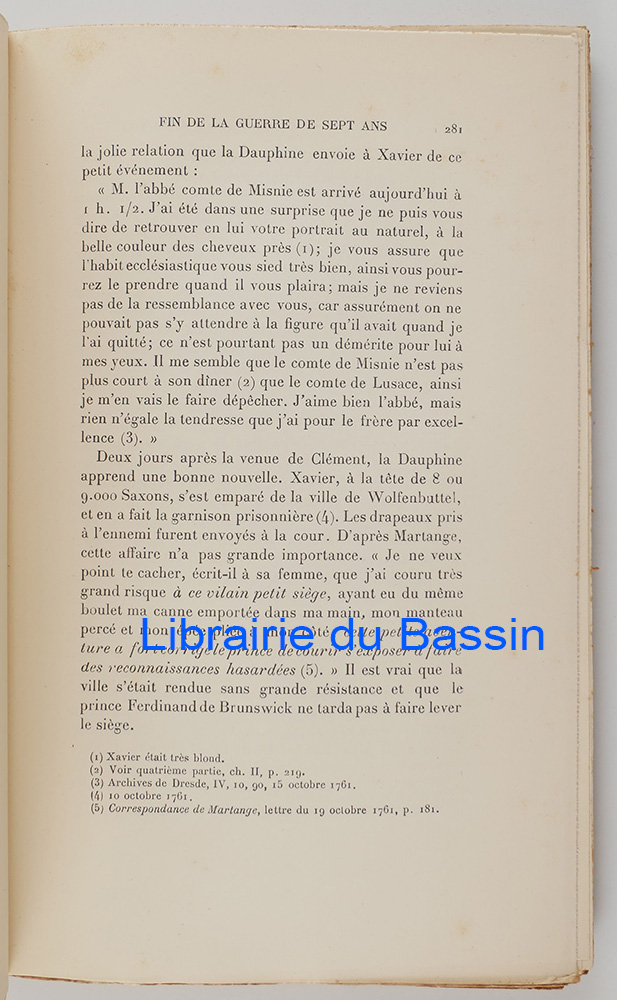 FIN DE LA GUERRE DE SEPT ANS 281
la jolie relation que la Dauphine envoie à Xavier de ce
petit événement :
« M. l'abbé comte de Misnie est arrivé aujourd'hui à
1 h. 1/2. J'ai été dans une surprise que je ne puis vous
dire de retrouver en lui votre portrait au naturel, à la
belle couleur des cheveux près (1); je vous assure que
l'habit ecclésiastique vous sied très bien, ainsi vous pour-
rez le prendre quand il vous plaira; mais je ne reviens
pas de la ressemblance avec vous, car assurément on ne
pouvait pas s'y attendre à la figure qu'il avait quand je
l'ai quitté; ce n'est pourtant pas un démérite pour lui à
mes yeux. Il me semble que le comte de Misnie n'est pas
plus court à son dîner (2) que le comte de Lusace, ainsi
je m'en vais le faire dépêcher. J'aime bien l'abbé, mais
rien n'égale la tendresse que j'ai pour le frère par excel-
lence (3). »
Deux jours après la venue de Clément, la Dauphine
apprend une bonne nouvelle. Xavier, à la tête de 8 ou
9.000 Saxons, s'est emparé de la ville de Wolfenbuttel,
et en a fait la garnison prisonnière (4). Les drapeaux pris
à l'ennemi furent envoyés à la cour. D'après Martange,
cette affaire n'a pas grande importance. « Je ne veux
point te cacher, écrit-il à sa femme, que j'ai couru très
grand risque à ce vilain petit siège, ayant eu du même
boulet ma canne emportée dans ma main, mon manteau
percé et mon épée à mon côté;
Librairie du Bassin
ture a fort corrigé le prince de courir s'exposer à faire
des reconnaissances hasardées (5). » Il est vrai que la
ville s'était rendue sans grande résistance et que le
prince Ferdinand de Brunswick ne tarda pas à faire lever
le siège.
(1) Xavier était très blond.
(2) Voir quatrième partie, ch. II, p. 219.
(3) Archives de Dresde, IV, 10, 90, 15 octobre 1761.
(4) 10 octobre 1761.
(5) Correspondance de Martange, lettre du 19 octobre 1761, p. 181.